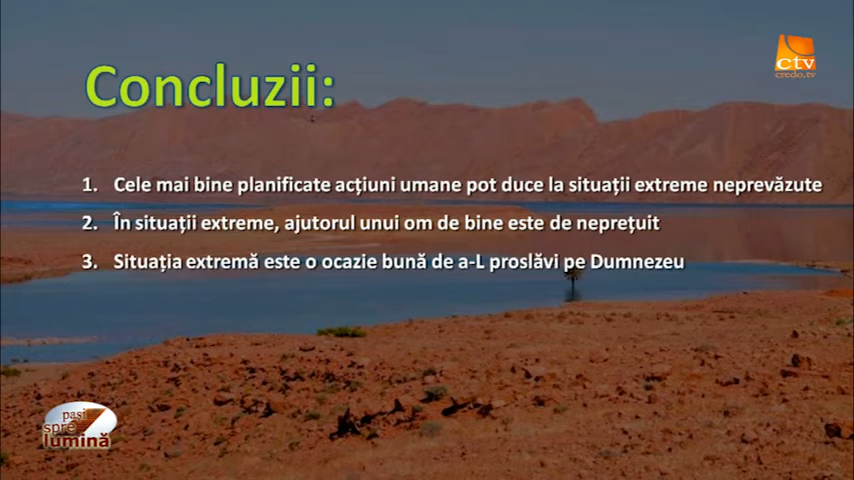 Concluzii:
ctv
credo.tv
1. Cele mai bine planificate acțiuni umane pot duce la situații extreme neprevăzute
2. În situații extreme, ajutorul unui om de bine este de neprețuit
3. Situația extremă este o ocazie bună de a-L proslăvi pe Dumnezeu
pasi
spre
lumină